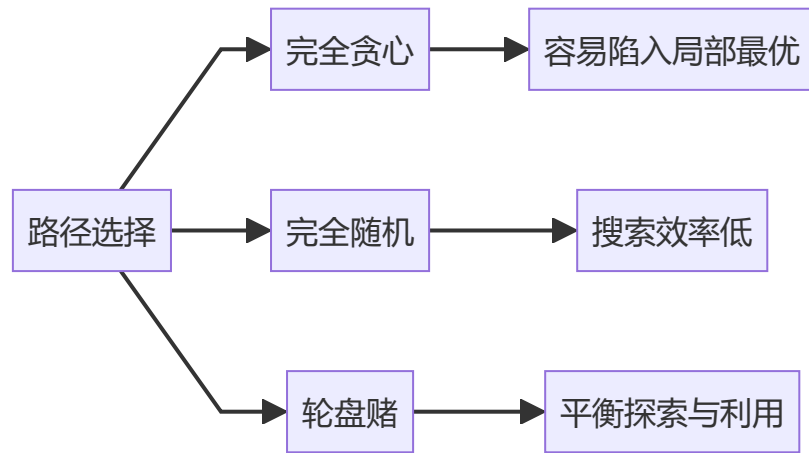 完全贪心
容易陷入局部最优
路径选择
完全随机
搜索效率低
轮盘赌
平衡探索与利用